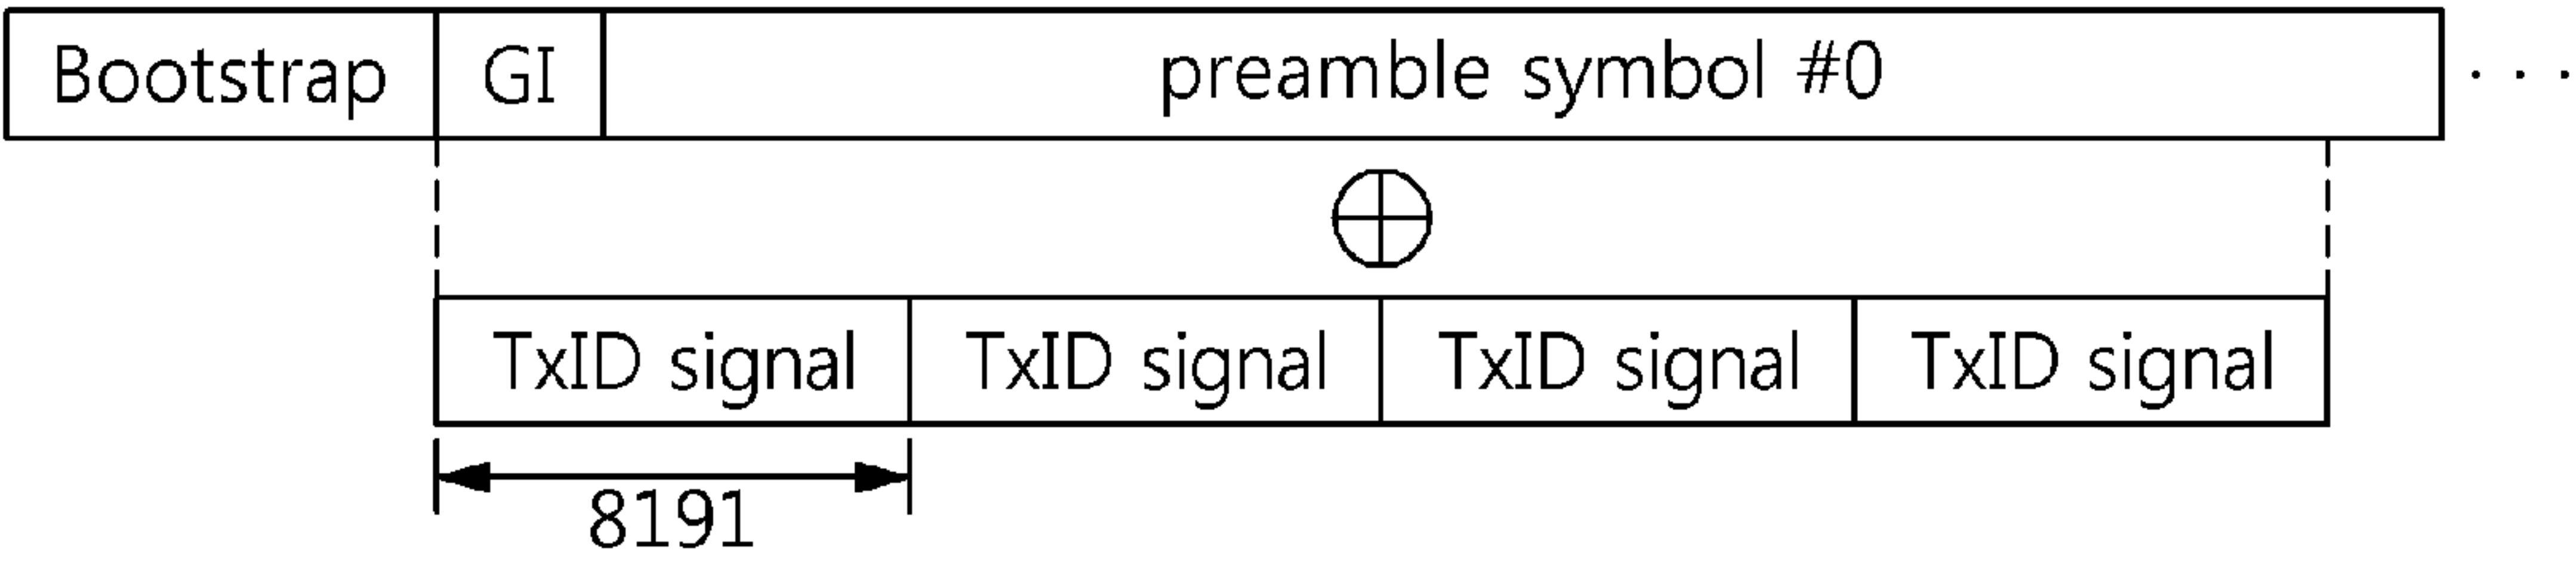 Bootstrap GI preamble symbol #0 ···
TxID signal TxID signal TxID signal TxID signal
8191